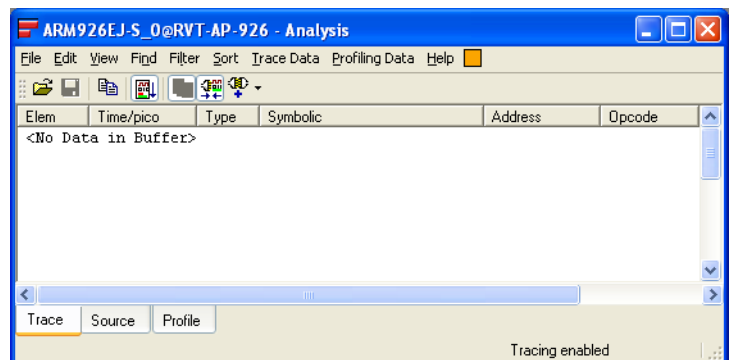 ARM926EJ-S_0@RVT-AP-926 - Analysis
File Edit View Find Filter Sort Trace Data Profiling Data Help
Elem Time/pico Type Symbolic Address Opcode
<No Data in Buffer>
Trace Source Profile
Tracing enabled